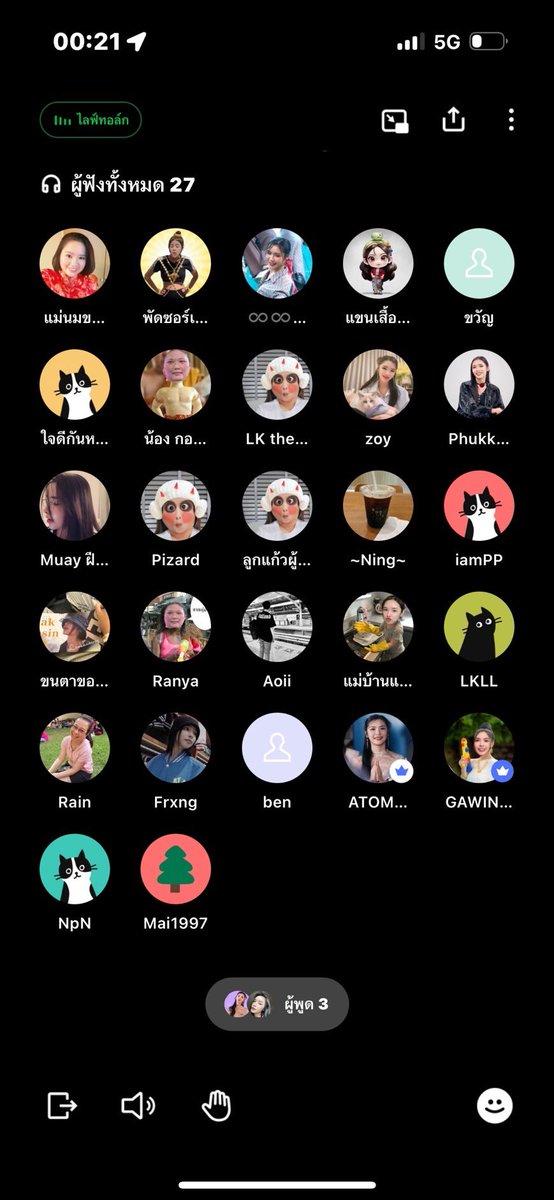 00:21
5G
ไลฟ์ทอล์ก
ผู้ฟังทั้งหมด 27
แม่นมข...
พัดซอร์เ...
∞ ∞ ...
แขนเสื้อ...
ขวัญ
ใจดีกันห...
น้อง กอ...
LK the...
zoy
Phukk...
Muay ฝี...
Pizard
ลูกแก้วผู้...
~Ning~
iamPP
ขนตาขอ...
Ranya
Aoii
แม่บ้านแ...
LKLL
Rain
Frxng
ben
ATOM...
GAWIN...
NpN
Mai1997
ผู้พูด 3